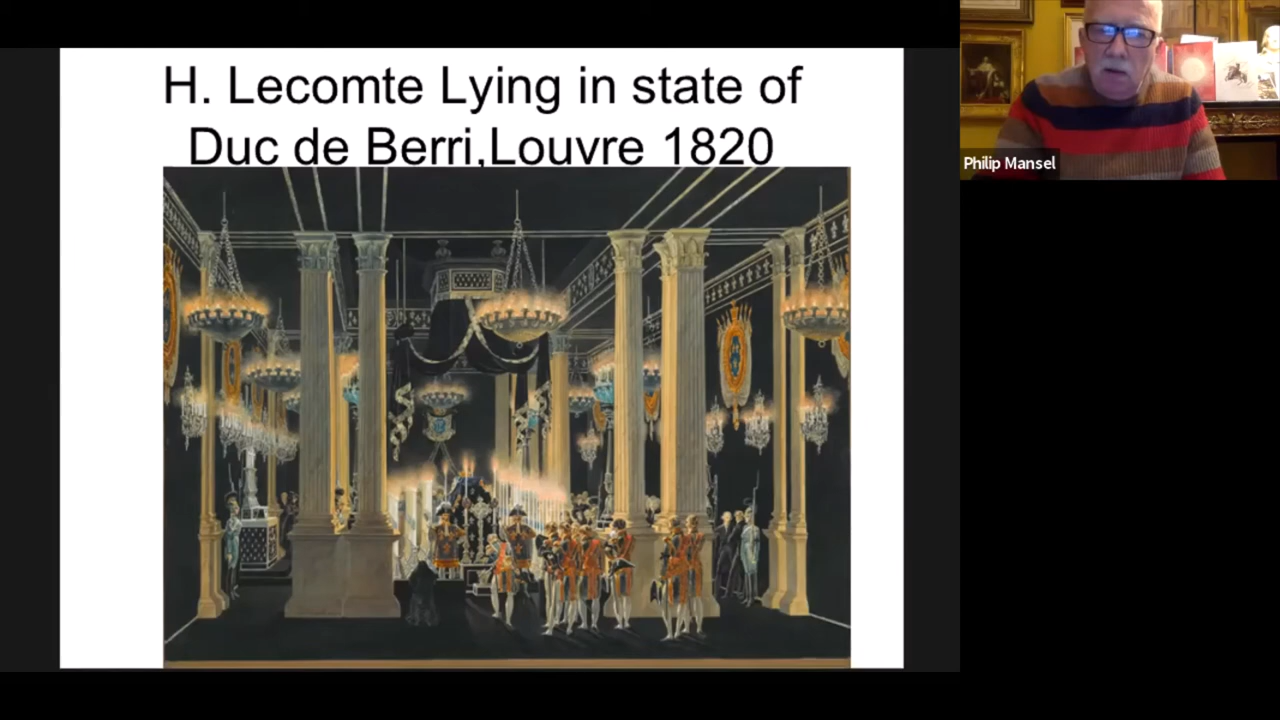 H. Lecomte Lying in state of
Duc de Berri,Louvre 1820
Philip Mansel